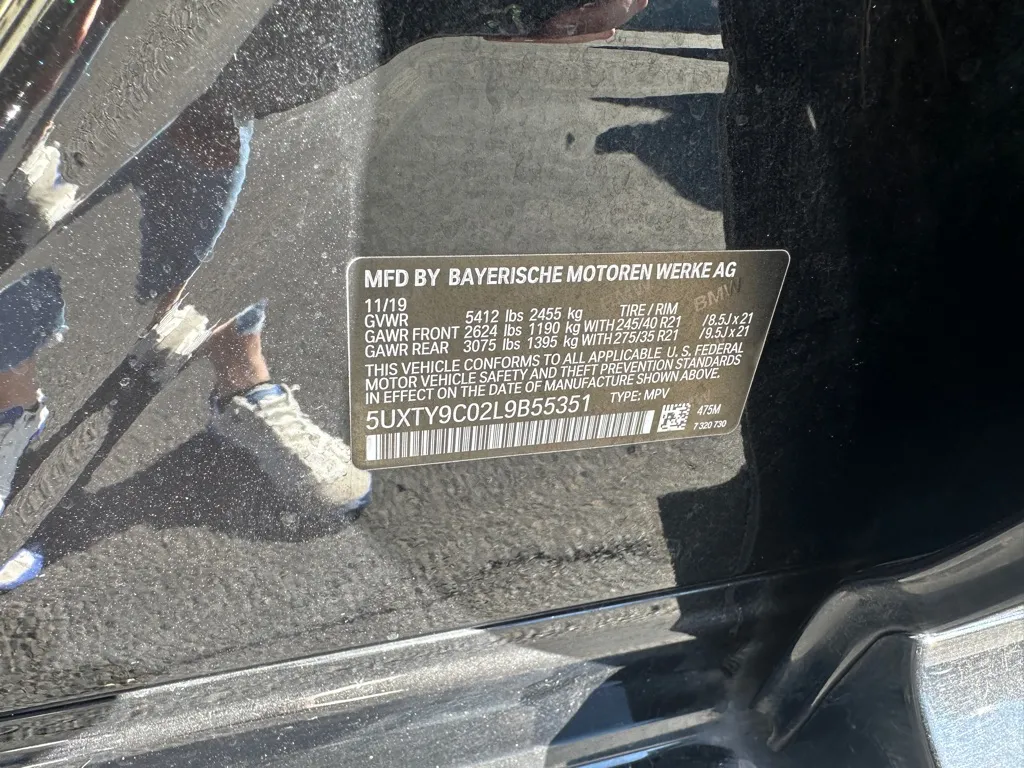 MFD BY BAYERISCHE MOTOREN WERKE AG
BMW
11/19 TIRE / RIM
GVWR 5412 lbs 2455 kg
GAWR FRONT 2624 lbs 1190 kg WITH 245/40 R21 /8.5J x 21
GAWR REAR 3075 lbs 1395 kg WITH 275/35 R21 /9.5J x 21
THIS VEHICLE CONFORMS TO ALL APPLICABLE U.S. FEDERAL
MOTOR VEHICLE SAFETY AND THEFT PREVENTION STANDARDS
IN EFFECT ON THE DATE OF MANUFACTURE SHOWN ABOVE.
5UXTY9C02L9B55351 TYPE: MPV
475M
7 320 730